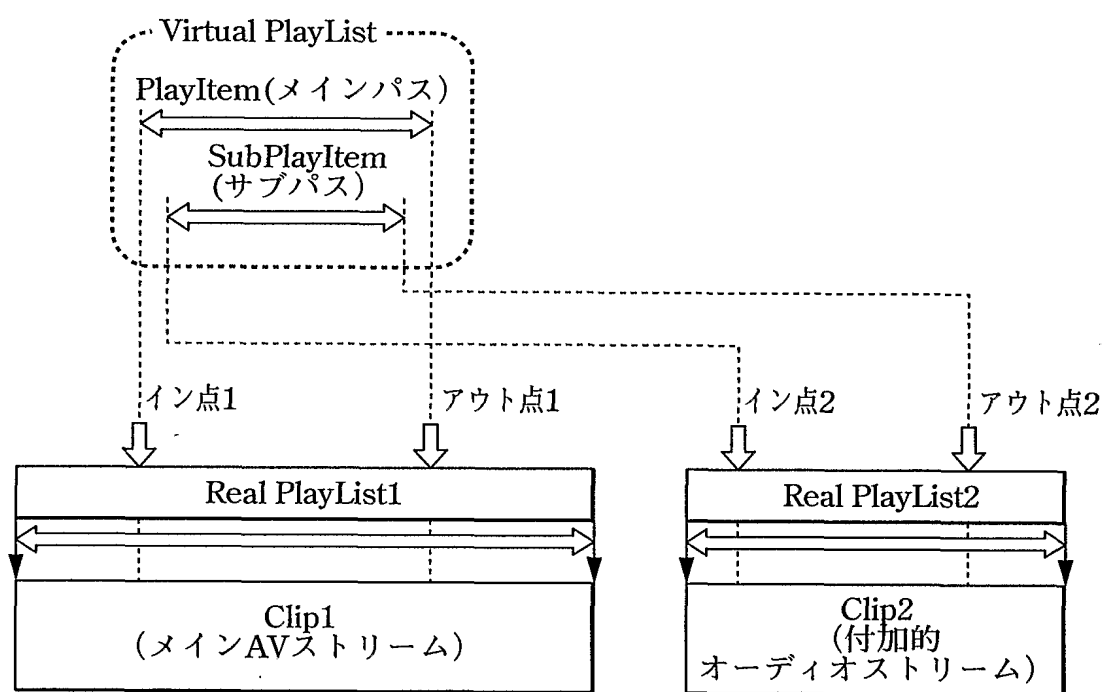 Virtual PlayList
PlayItem(メインパス)
SubPlayItem
(サブパス)
イン点1
アウト点1
イン点2
アウト点2
Real PlayList1
Real PlayList2
Clip1
(メインAVストリーム)
Clip2
(付加的
オーディオストリーム)